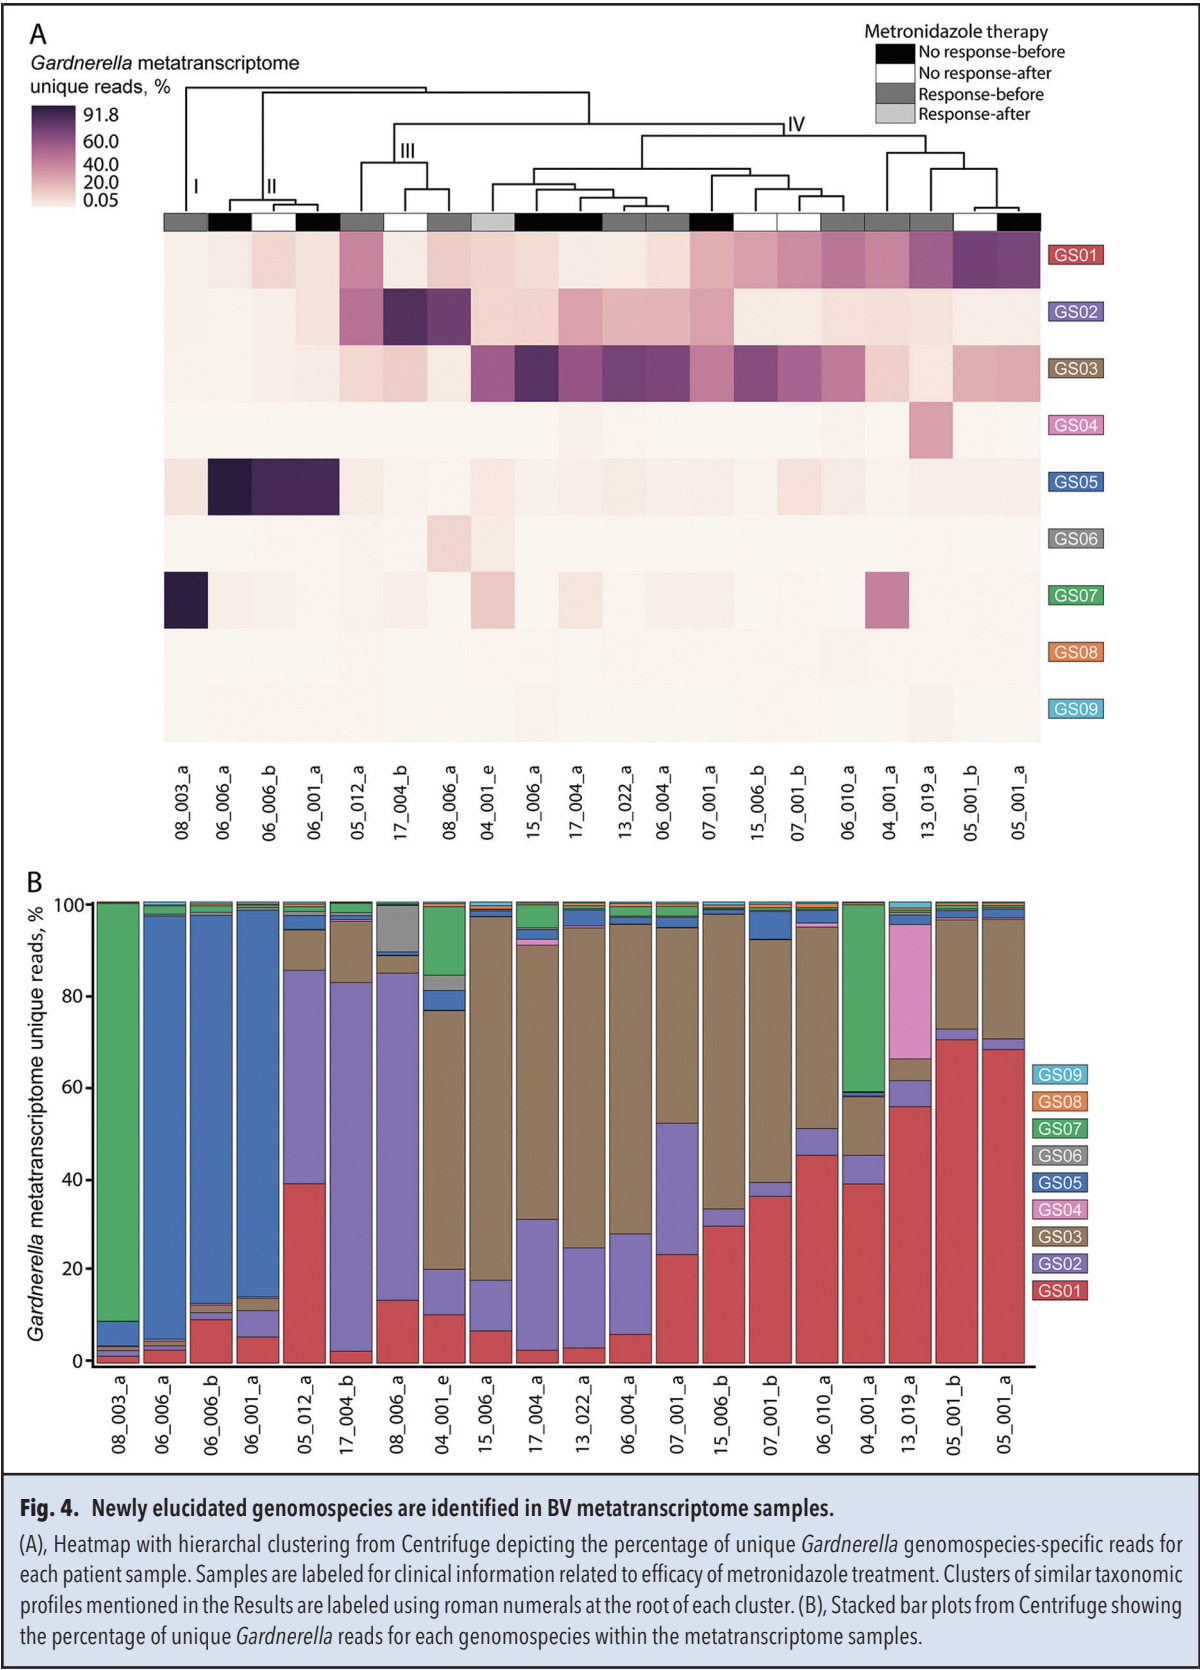 A
Gardnerella metatranscriptome
unique reads, %
91.8
60.0
40.0
20.0
0.05
Metronidazole therapy
No response-before
No response-after
Response-before
Response-after
I
II
III
IV
GS01
GS02
GS03
GS04
GS05
GS06
GS07
GS08
GS09
08_003_a
06_006_a
06_006_b
06_001_a
05_012_a
17_004_b
08_006_a
04_001_e
15_006_a
17_004_a
13_022_a
06_004_a
07_001_a
15_006_b
07_001_b
06_010_a
04_001_a
13_019_a
05_001_b
05_001_a
B
Gardnerella metatranscriptome unique reads, %
100
80
60
40
20
0
GS09
GS08
GS07
GS06
GS05
GS04
GS03
GS02
GS01
08_003_a
06_006_a
06_006_b
06_001_a
05_012_a
17_004_b
08_006_a
04_001_e
15_006_a
17_004_a
13_022_a
06_004_a
07_001_a
15_006_b
07_001_b
06_010_a
04_001_a
13_019_a
05_001_b
05_001_a
Fig. 4. Newly elucidated genomospecies are identified in BV metatranscriptome samples.
(A), Heatmap with hierarchal clustering from Centrifuge depicting the percentage of unique Gardnerella genomospecies-specific reads for
each patient sample. Samples are labeled for clinical information related to efficacy of metronidazole treatment. Clusters of similar taxonomic
profiles mentioned in the Results are labeled using roman numerals at the root of each cluster. (B), Stacked bar plots from Centrifuge showing
the percentage of unique Gardnerella reads for each genomospecies within the metatranscriptome samples.